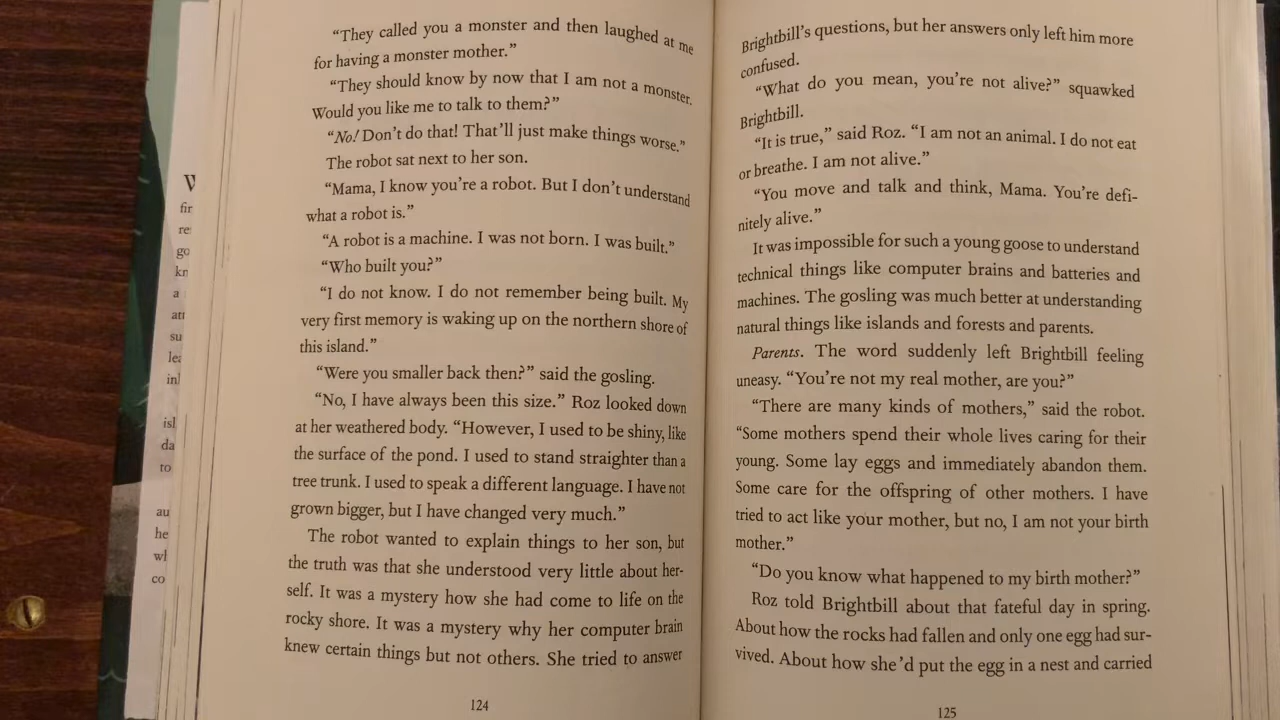 “They called you a monster and then laughed at me
for having a monster mother.”
“They should know by now that I am not a monster.
Would you like me to talk to them?”
“No! Don’t do that! That’ll just make things worse.”
The robot sat next to her son.
“Mama, I know you’re a robot. But I don’t understand
what a robot is.”
“A robot is a machine. I was not born. I was built.”
“Who built you?”
“I do not know. I do not remember being built. My
very first memory is waking up on the northern shore of
this island.”
“Were you smaller back then?” said the gosling.
“No, I have always been this size.” Roz looked down
at her weathered body. “However, I used to be shiny, like
the surface of the pond. I used to stand straighter than a
tree trunk. I used to speak a different language. I have not
grown bigger, but I have changed very much.”
The robot wanted to explain things to her son, but
the truth was that she understood very little about her-
self. It was a mystery how she had come to life on the
rocky shore. It was a mystery why her computer brain
knew certain things but not others. She tried to answer
124
Brightbill’s questions, but her answers only left him more
confused.
“What do you mean, you’re not alive?” squawked
Brightbill.
“It is true,” said Roz. “I am not an animal. I do not eat
or breathe. I am not alive.”
“You move and talk and think, Mama. You’re defi-
nitely alive.”
It was impossible for such a young goose to understand
technical things like computer brains and batteries and
machines. The gosling was much better at understanding
natural things like islands and forests and parents.
Parents. The word suddenly left Brightbill feeling
uneasy. “You’re not my real mother, are you?”
“There are many kinds of mothers,” said the robot.
“Some mothers spend their whole lives caring for their
young. Some lay eggs and immediately abandon them.
Some care for the offspring of other mothers. I have
tried to act like your mother, but no, I am not your birth
mother.”
“Do you know what happened to my birth mother?”
Roz told Brightbill about that fateful day in spring.
About how the rocks had fallen and only one egg had sur-
vived. About how she’d put the egg in a nest and carried
125